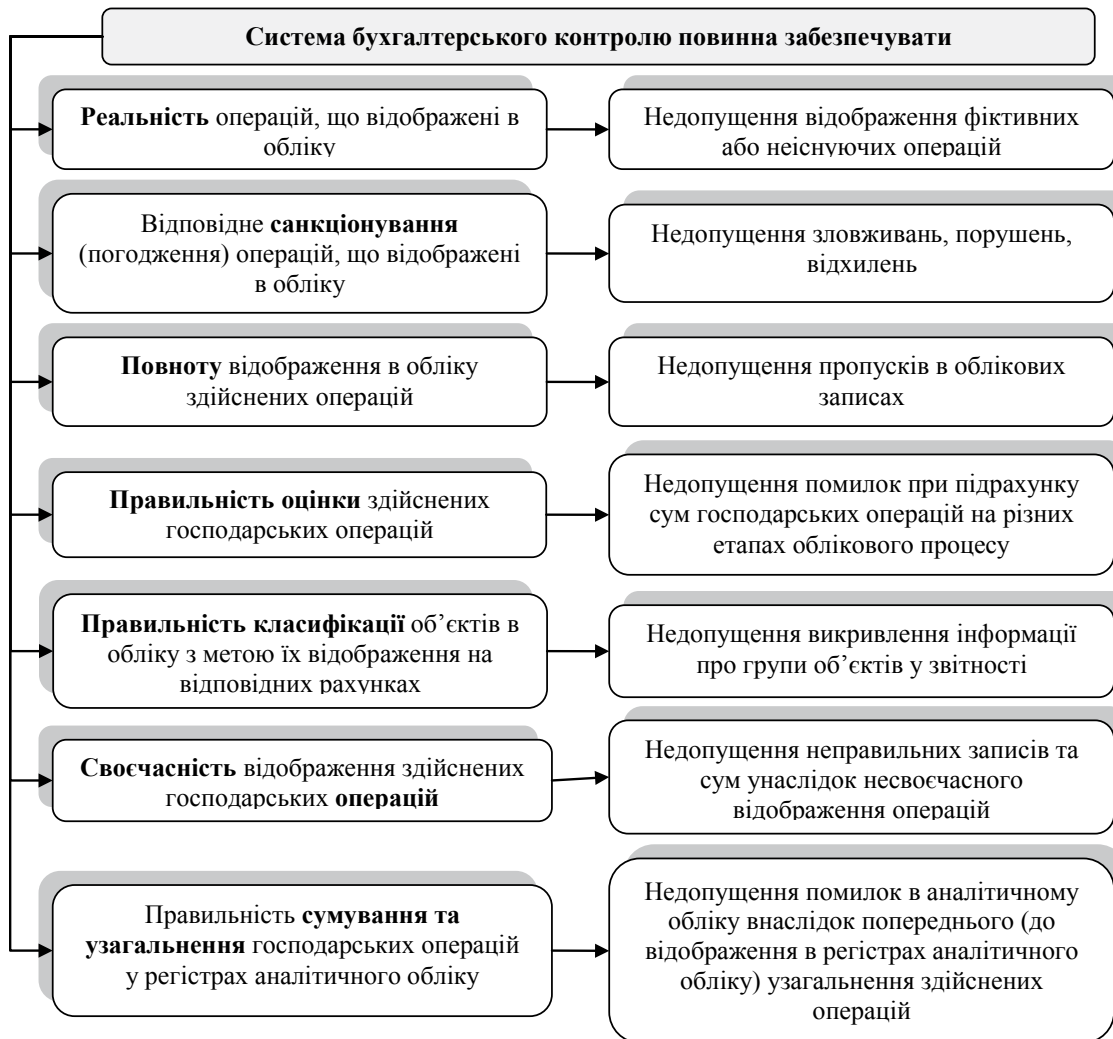 Система бухгалтерського контролю повинна забезпечувати
Реальність операцій, що відображені в
обліку
Недопущення відображення фіктивних
або неіснуючих операцій
Відповідне санкціонування
(погодження) операцій, що відображені
в обліку
Недопущення зловживань, порушень,
відхилень
Повноту відображення в обліку
здійснених операцій
Недопущення пропусків в облікових
записах
Правильність оцінки здійснених
господарських операцій
Недопущення помилок при підрахунку
сум господарських операцій на різних
етапах облікового процесу
Правильність класифікації об’єктів в
обліку з метою їх відображення на
відповідних рахунках
Недопущення викривлення інформації
про групи об’єктів у звітності
Своєчасність відображення здійснених
господарських операцій
Недопущення неправильних записів та
сум унаслідок несвоєчасного
відображення операцій
Правильність сумування та
узагальнення господарських операцій
у регістрах аналітичного обліку
Недопущення помилок в аналітичному
обліку внаслідок попереднього (до
відображення в регістрах аналітичного
обліку) узагальнення здійснених
операцій